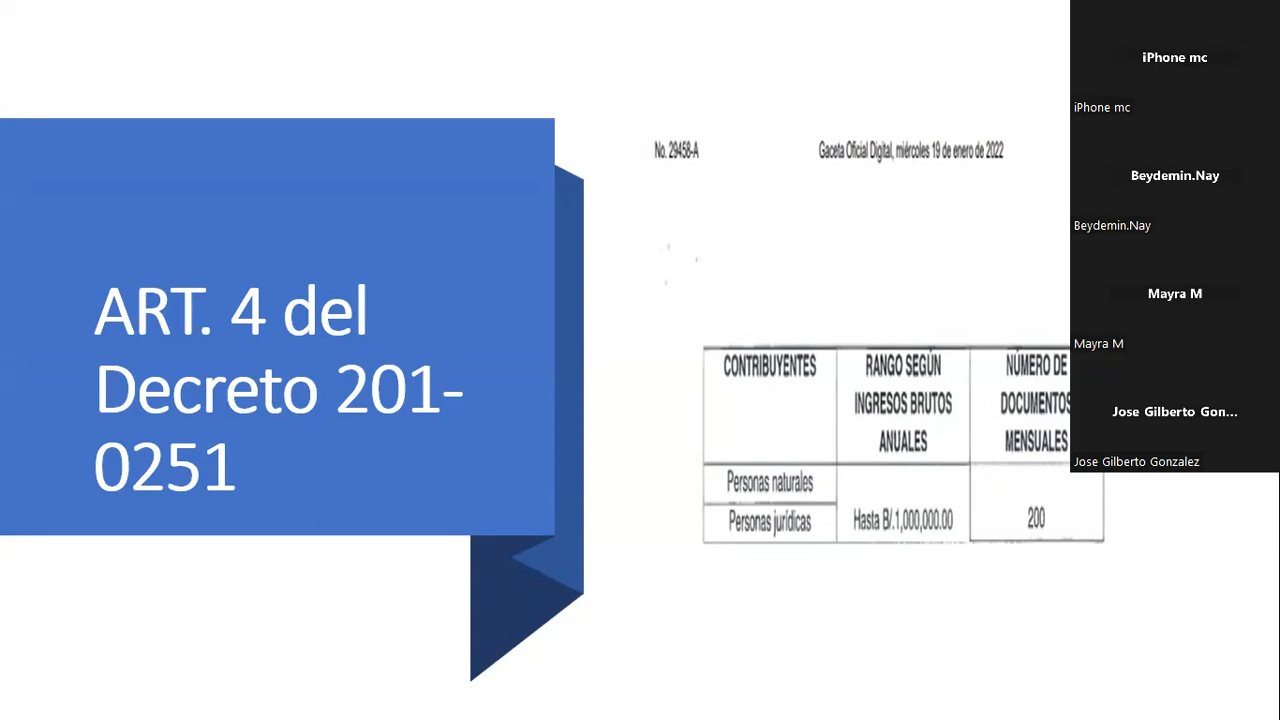 ART. 4 del
Decreto 201-
0251
No. 29458-A
Gaceta Oficial Digital, miércoles 19 de enero de 2022
CONTRIBUYENTES
RANGO SEGÚN
INGRESOS BRUTOS
ANUALES
NÚMERO DE
DOCUMENTOS
MENSUALES
Personas naturales
Personas jurídicas
Hasta B/.1,000,000.00
200
iPhone mc
iPhone mc
Beydemin.Nay
Beydemin.Nay
Mayra M
Mayra M
Jose Gilberto Gon...
Jose Gilberto Gonzalez